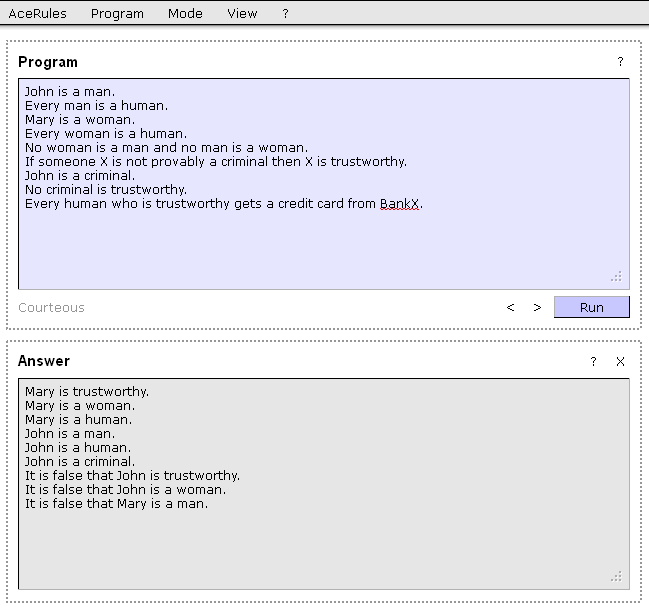 AceRules Program Mode View ?
Program ?
John is a man.
Every man is a human.
Mary is a woman.
Every woman is a human.
No woman is a man and no man is a woman.
If someone X is not provably a criminal then X is trustworthy.
John is a criminal.
No criminal is trustworthy.
Every human who is trustworthy gets a credit card from BankX.
Courteous < > Run
Answer ? X
Mary is trustworthy.
Mary is a woman.
Mary is a human.
John is a man.
John is a human.
John is a criminal.
It is false that John is trustworthy.
It is false that John is a woman.
It is false that Mary is a man.